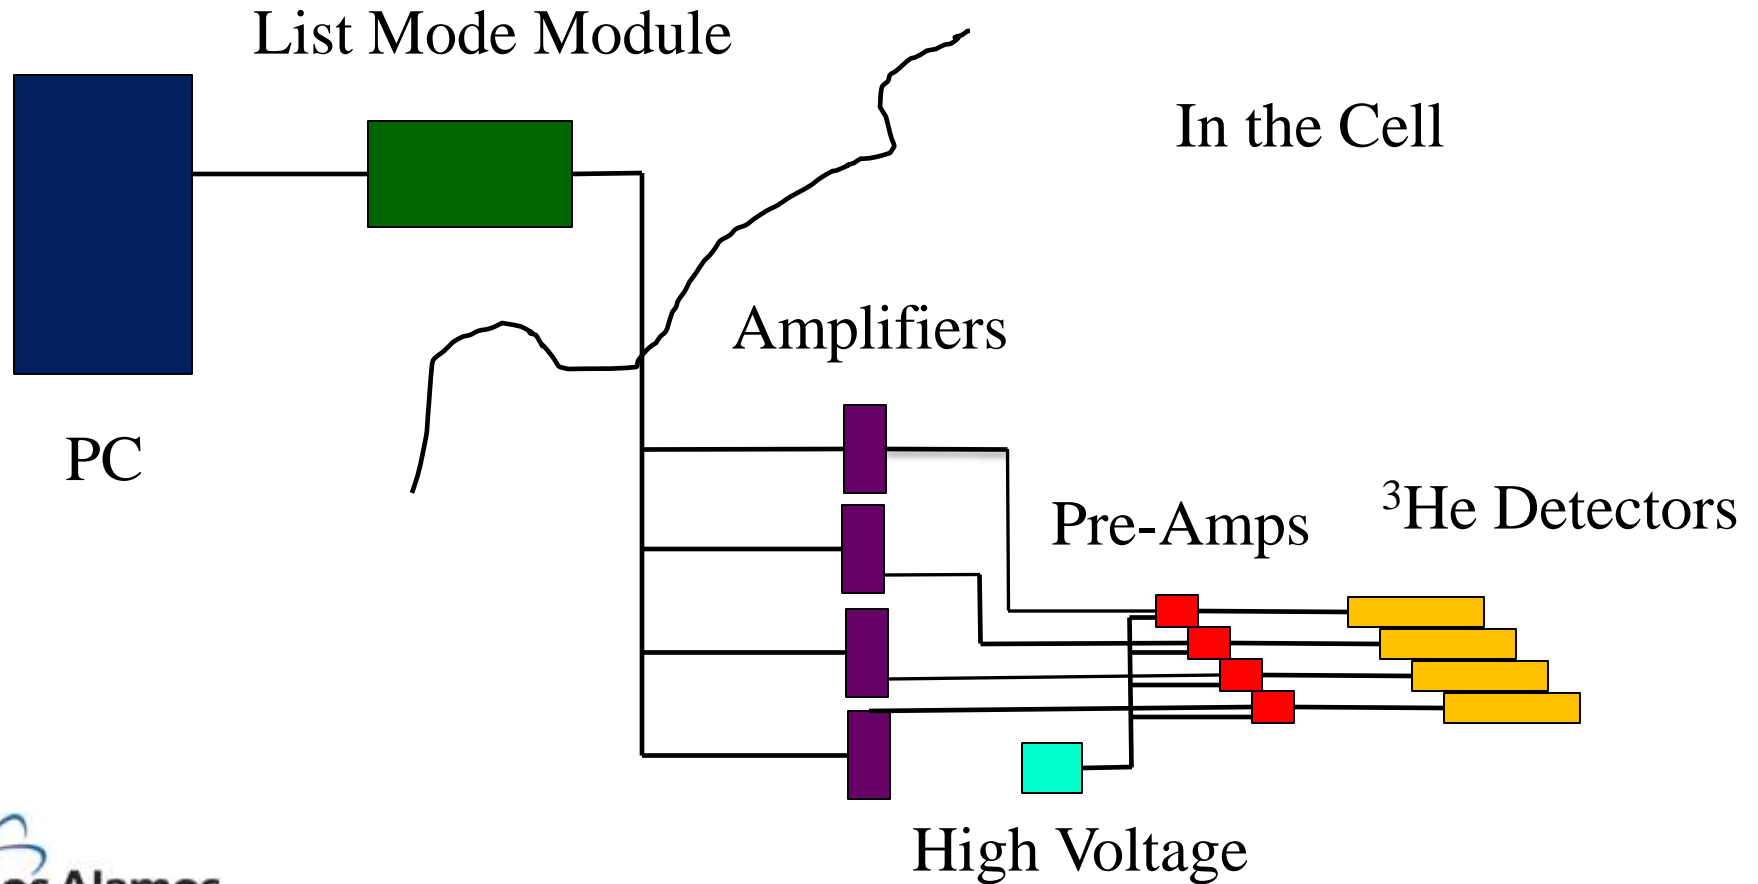 List Mode Module
In the Cell
Amplifiers
PC
Pre-Amps
³He Detectors
High Voltage